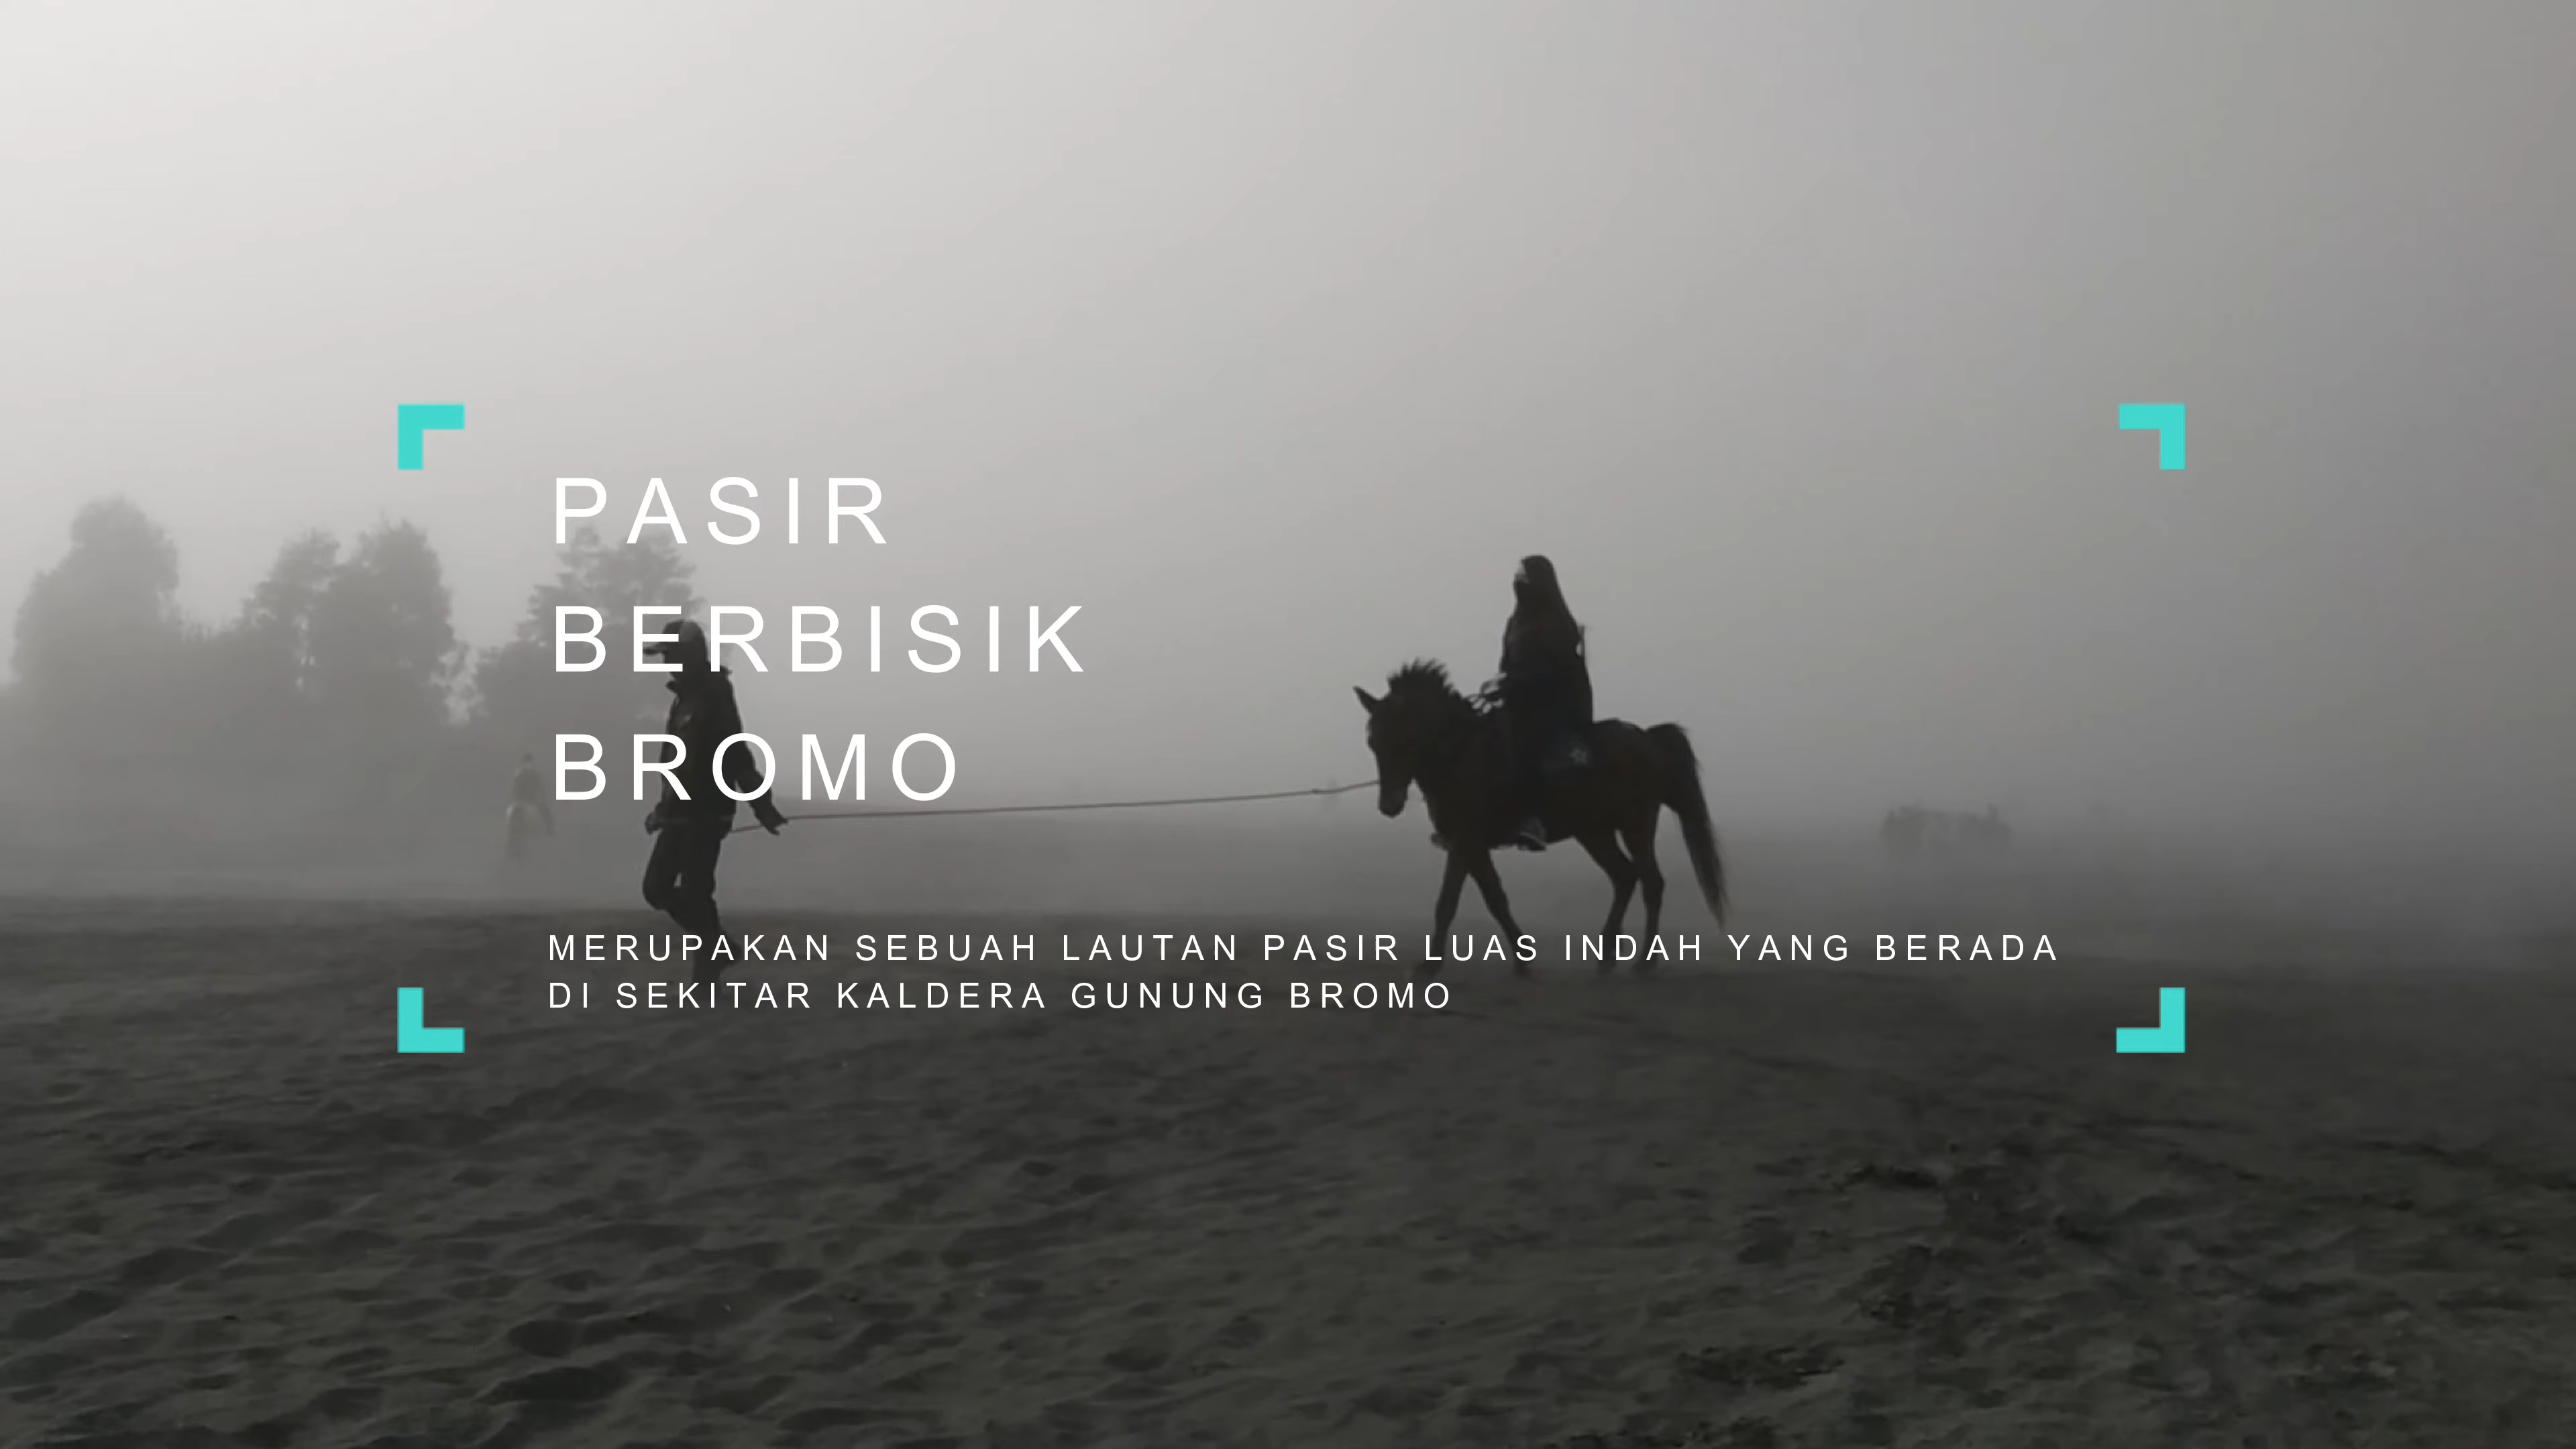 PASIR
BERBISIK
BROMO
MERUPAKAN SEBUAH LAUTAN PASIR LUAS INDAH YANG BERADA
DI SEKITAR KALDERA GUNUNG BROMO